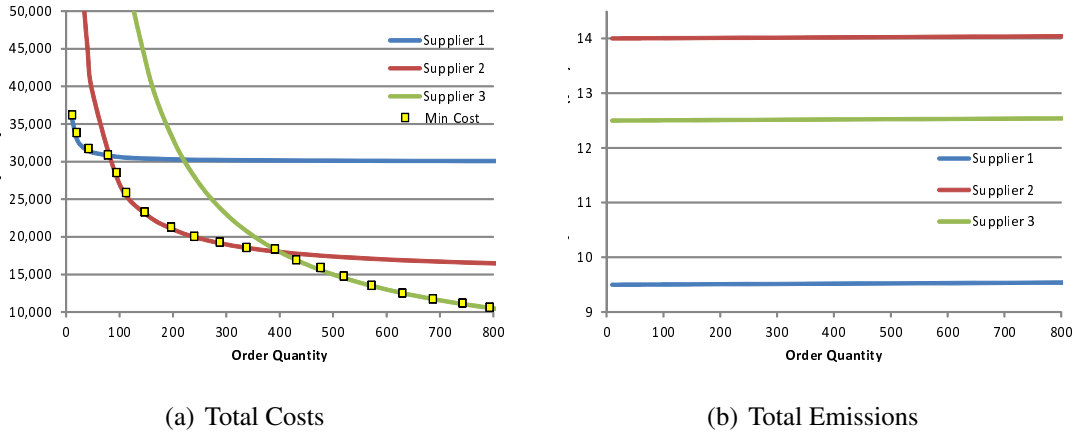 50,000
45,000
40,000
35,000
30,000
25,000
20,000
15,000
10,000
0 100 200 300 400 500 600 700 800
Order Quantity
Supplier 1
Supplier 2
Supplier 3
Min Cost
(a) Total Costs
14
13
12
11
10
9
0 100 200 300 400 500 600 700 800
Order Quantity
Supplier 1
Supplier 2
Supplier 3
(b) Total Emissions